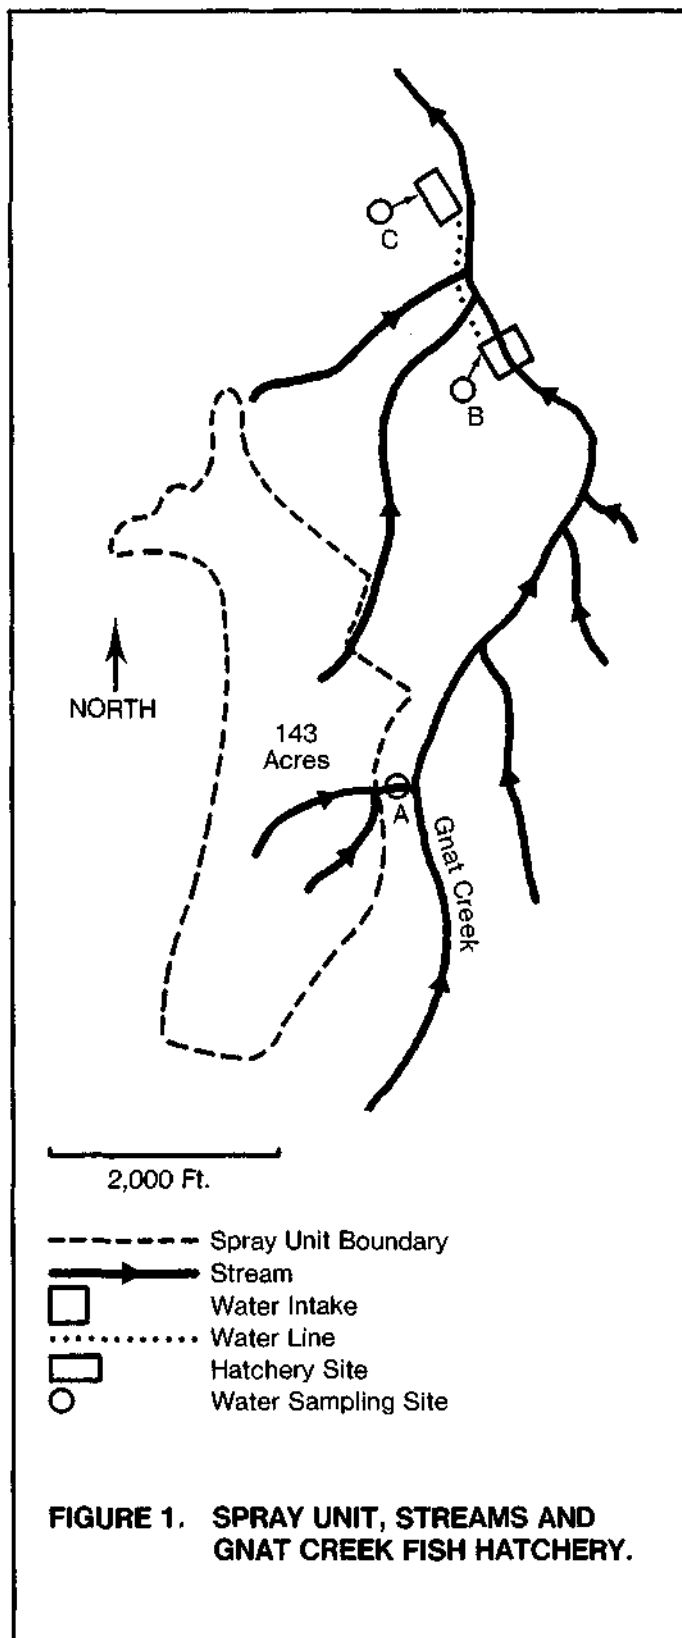 C
B
NORTH
143
Acres
A
Gnat Creek
2,000 Ft.
Spray Unit Boundary
Stream
Water Intake
Water Line
Hatchery Site
Water Sampling Site
FIGURE 1. SPRAY UNIT, STREAMS AND
GNAT CREEK FISH HATCHERY.